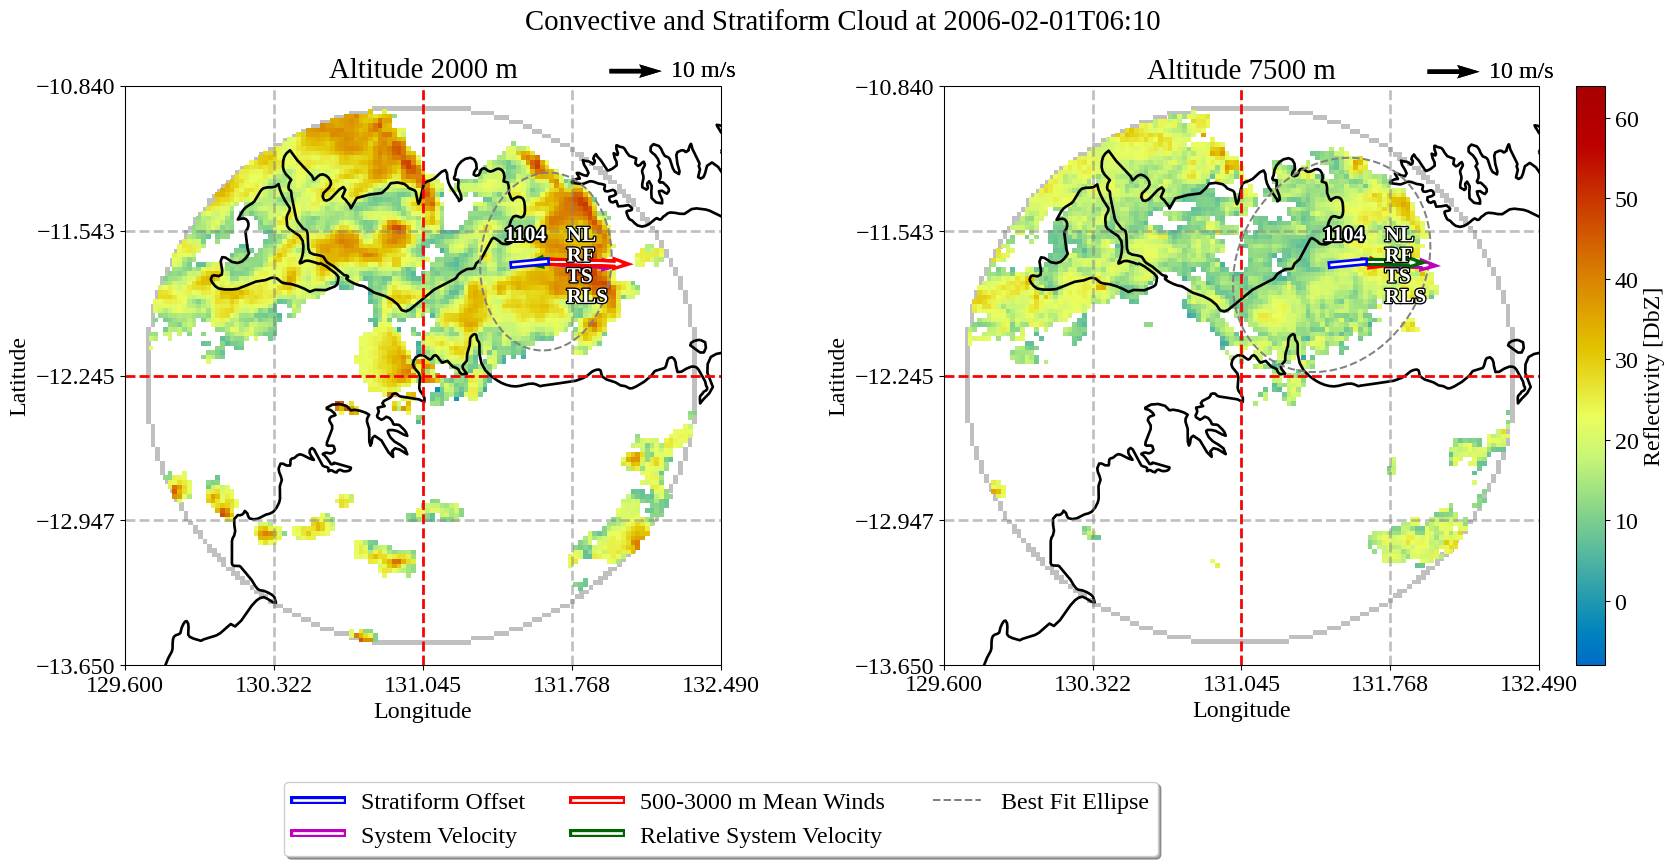 Convective and Stratiform Cloud at 2006-02-01T06:10
Altitude 2000 m
10 m/s
Altitude 7500 m
10 m/s
−10.840
−11.543
−12.245
−12.947
−13.650
Latitude
129.600
130.322
131.045
131.768
132.490
Longitude
1104
NL
RF
TS
RLS
−10.840
−11.543
−12.245
−12.947
−13.650
Latitude
129.600
130.322
131.045
131.768
132.490
Longitude
1104
NL
RF
TS
RLS
60
50
40
30
20
10
0
Reflectivity [DbZ]
Stratiform Offset
500-3000 m Mean Winds
Best Fit Ellipse
System Velocity
Relative System Velocity